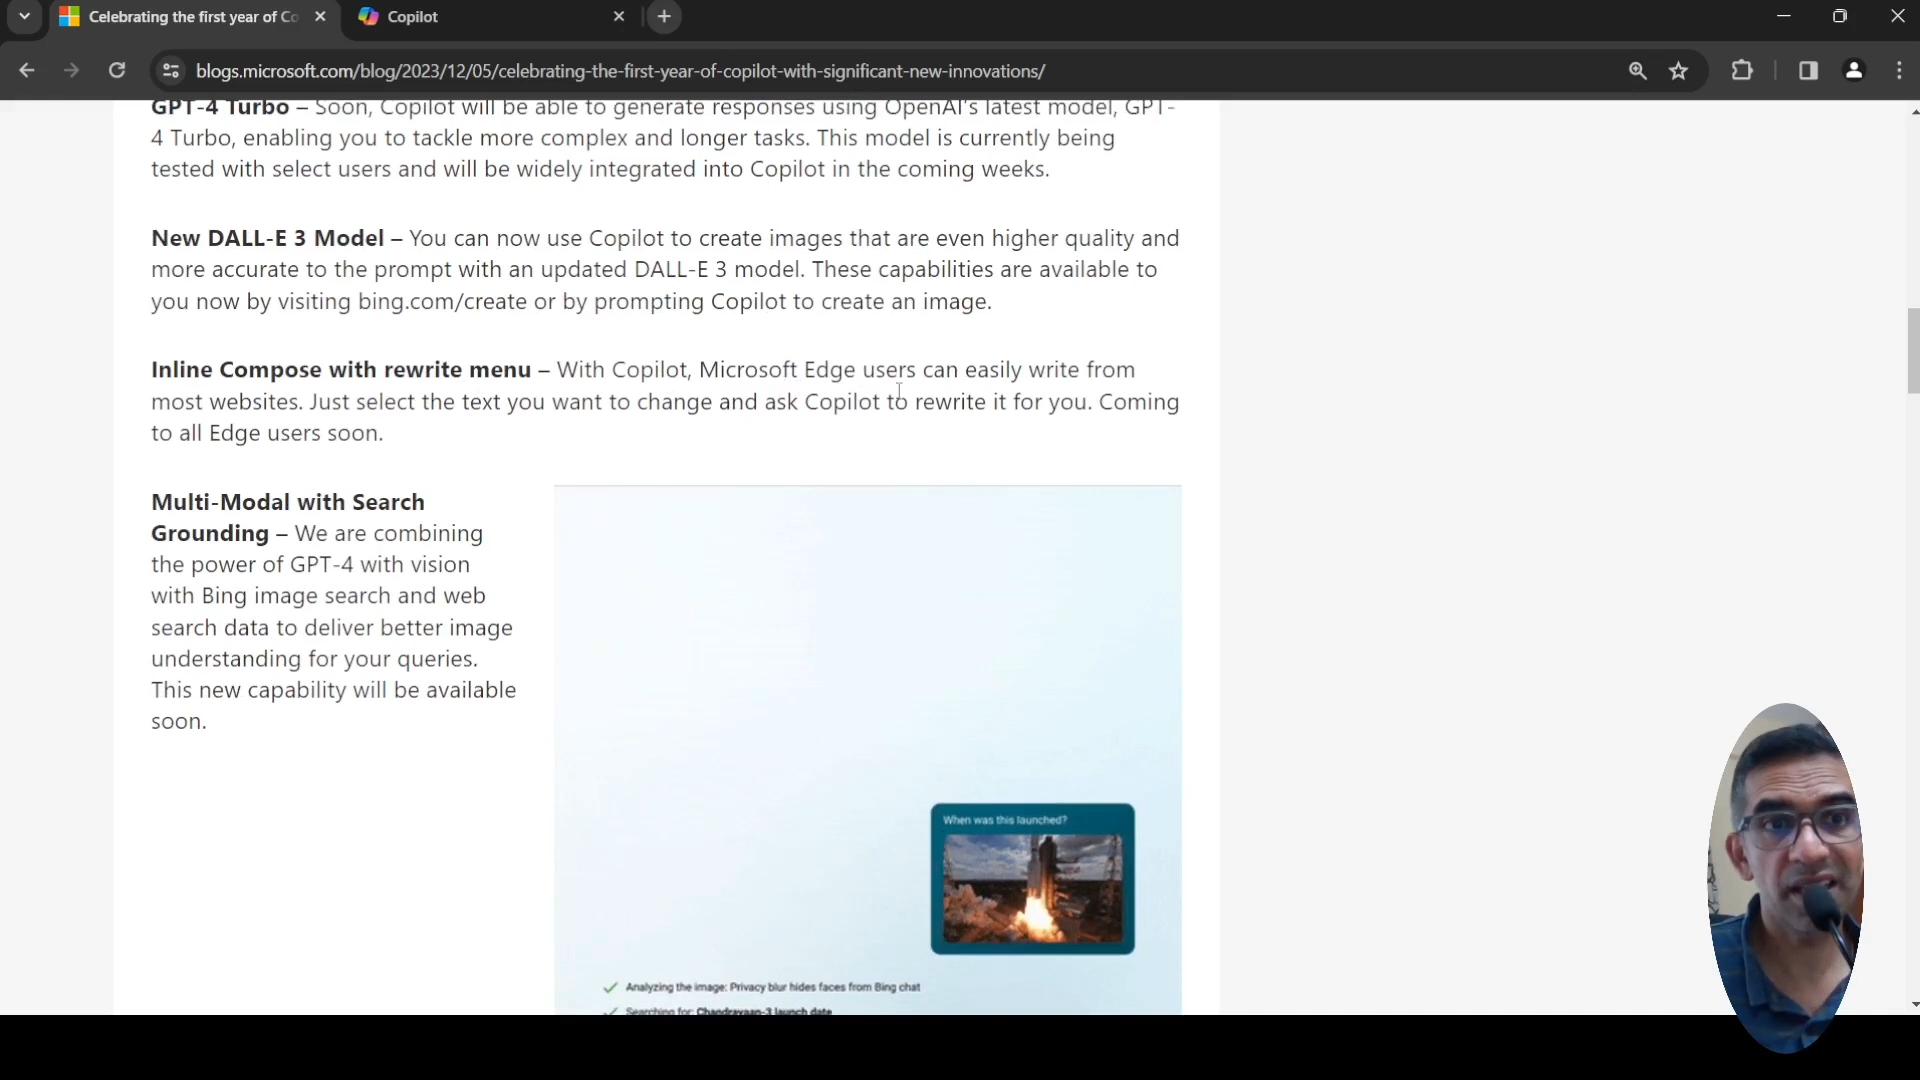 Celebrating the first year of Co
Copilot
blogs.microsoft.com/blog/2023/12/05/celebrating-the-first-year-of-copilot-with-significant-new-innovations/
GPT-4 Turbo – Soon, Copilot will be able to generate responses using OpenAI's latest model, GPT-
4 Turbo, enabling you to tackle more complex and longer tasks. This model is currently being
tested with select users and will be widely integrated into Copilot in the coming weeks.
New DALL-E 3 Model – You can now use Copilot to create images that are even higher quality and
more accurate to the prompt with an updated DALL-E 3 model. These capabilities are available to
you now by visiting bing.com/create or by prompting Copilot to create an image.
Inline Compose with rewrite menu – With Copilot, Microsoft Edge users can easily write from
most websites. Just select the text you want to change and ask Copilot to rewrite it for you. Coming
to all Edge users soon.
Multi-Modal with Search
Grounding – We are combining
the power of GPT-4 with vision
with Bing image search and web
search data to deliver better image
understanding for your queries.
This new capability will be available
soon.
When was this launched?
Analyzing the image: Privacy blur hides faces from Bing chat
Searching for: Chandrayaan-3 launch date